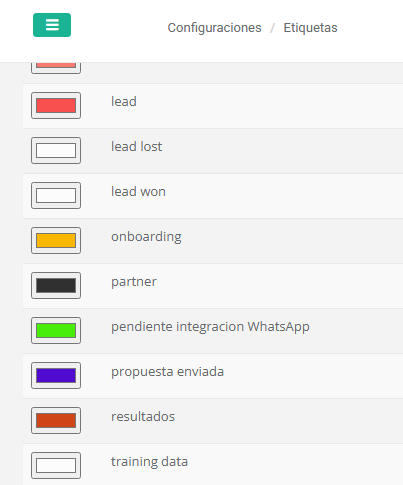 Configuraciones / Etiquetas
lead
lead lost
lead won
onboarding
partner
pendiente integracion WhatsApp
propuesta enviada
resultados
training data